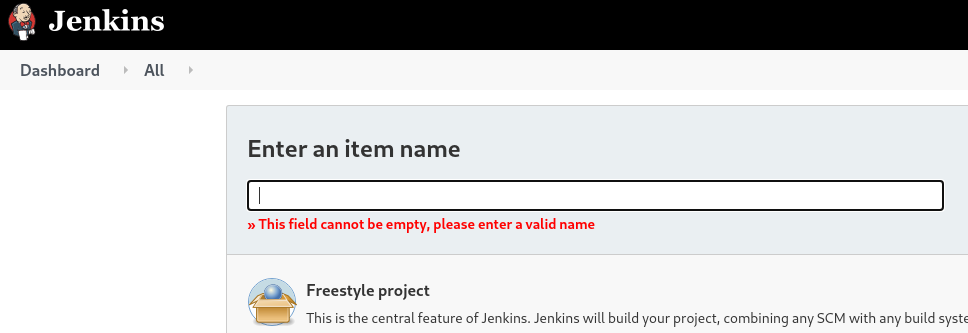 Jenkins
Dashboard
All
Enter an item name
» This field cannot be empty, please enter a valid name
Freestyle project
This is the central feature of Jenkins. Jenkins will build your project, combining any SCM with any build